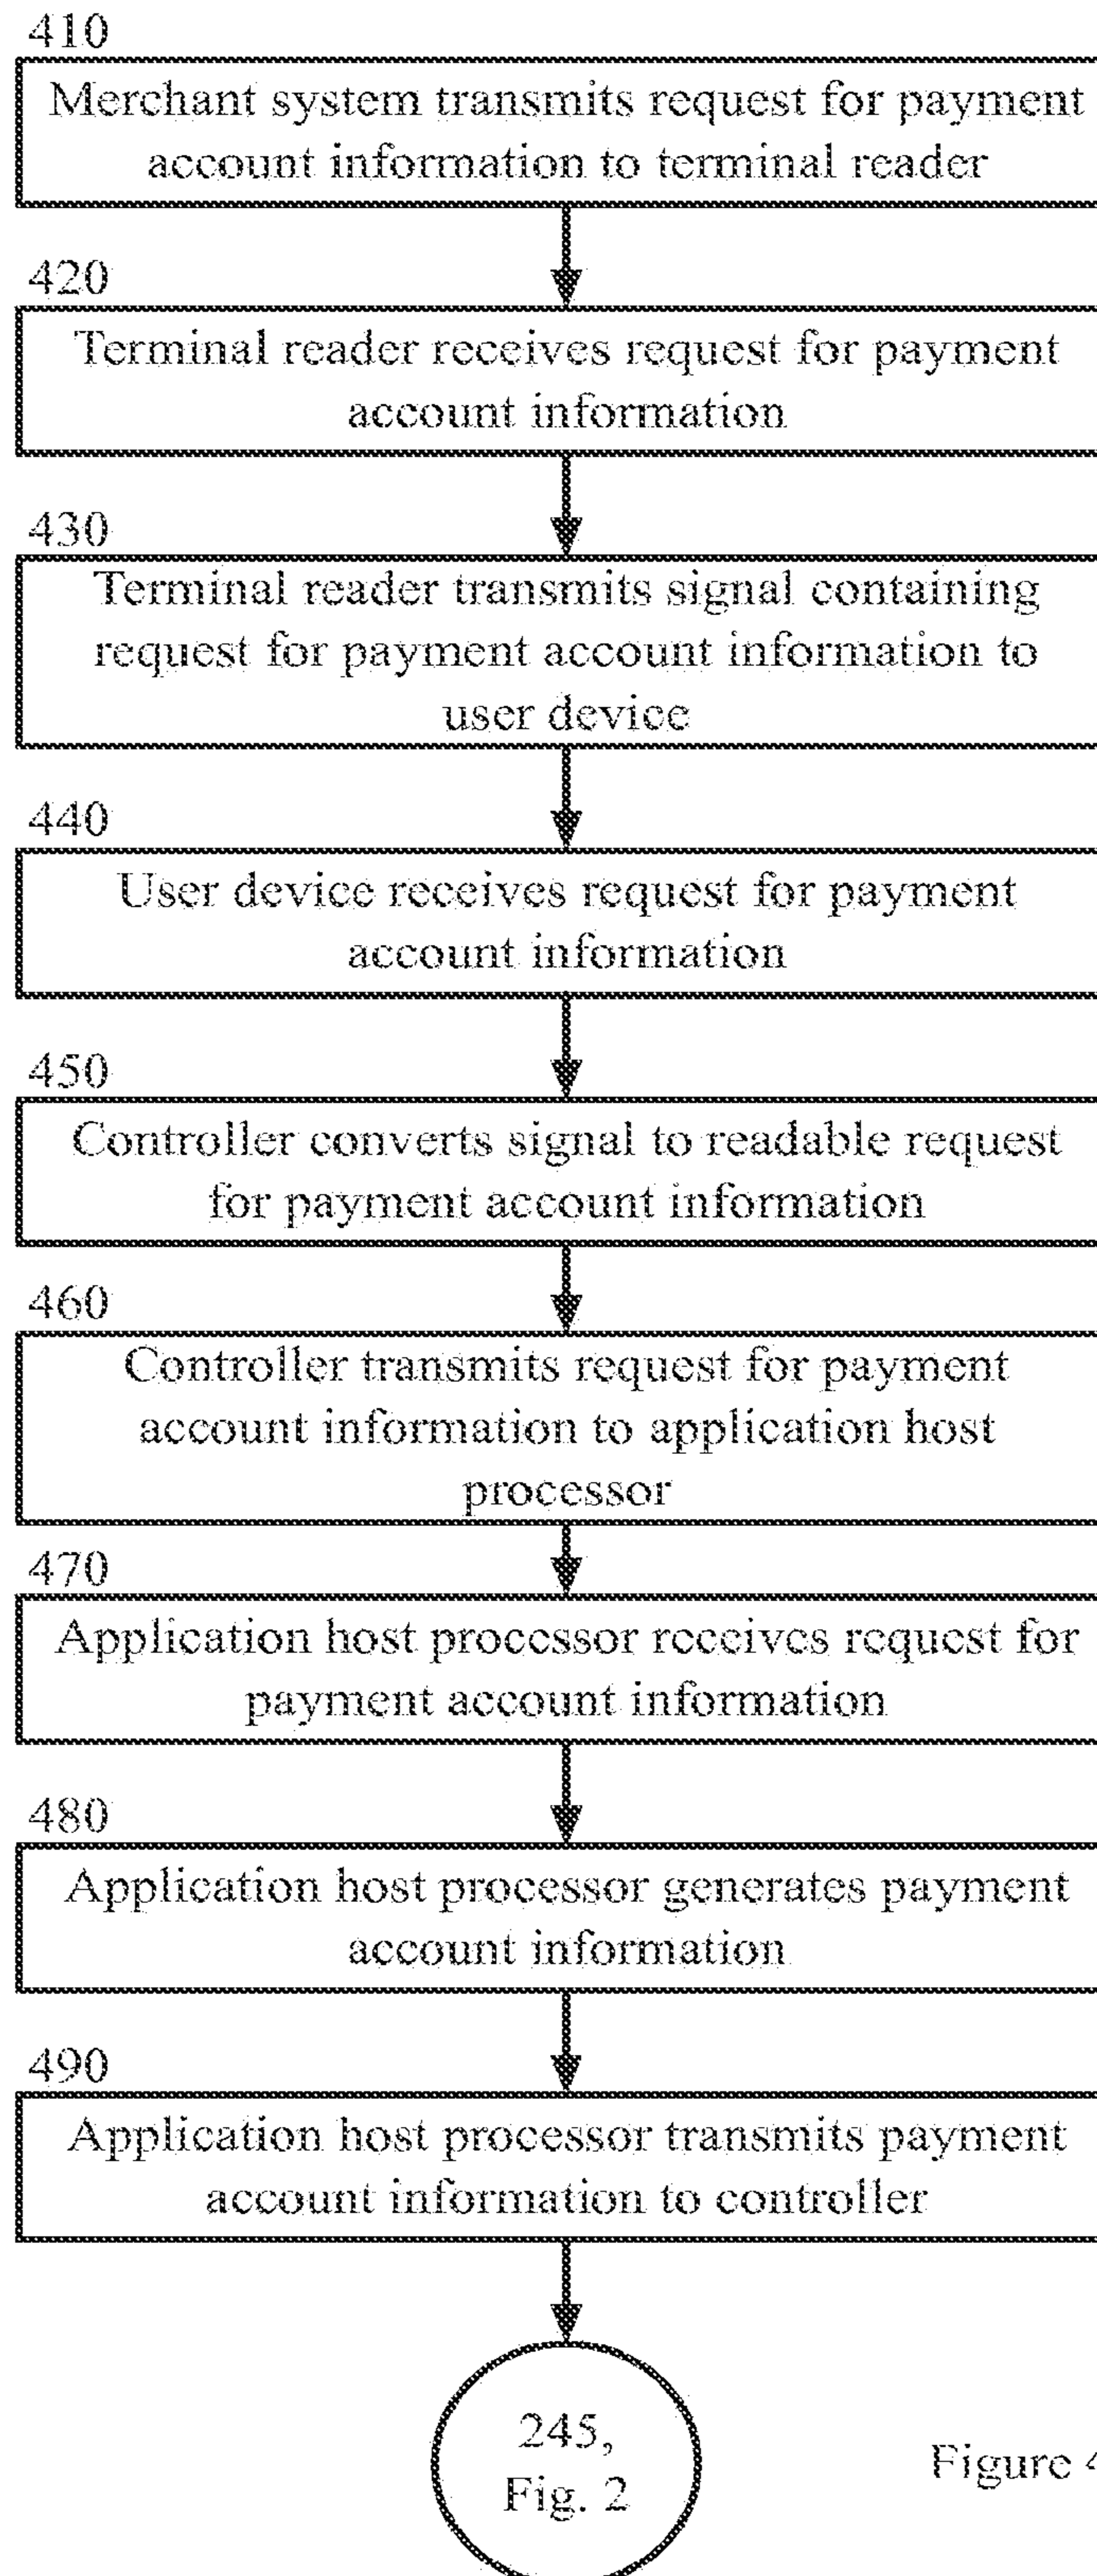 410
Merchant system transmits request for payment
account information to terminal reader
420
Terminal reader receives request for payment
account information
430
Terminal reader transmits signal containing
request for payment account information to
user device
440
User device receives request for payment
account information
450
Controller converts signal to readable request
for payment account information
460
Controller transmits request for payment
account information to application host
processor
470
Application host processor receives request for
payment account information
480
Application host processor generates payment
account information
490
Application host processor transmits payment
account information to controller
245,
Fig. 2
Figure 4